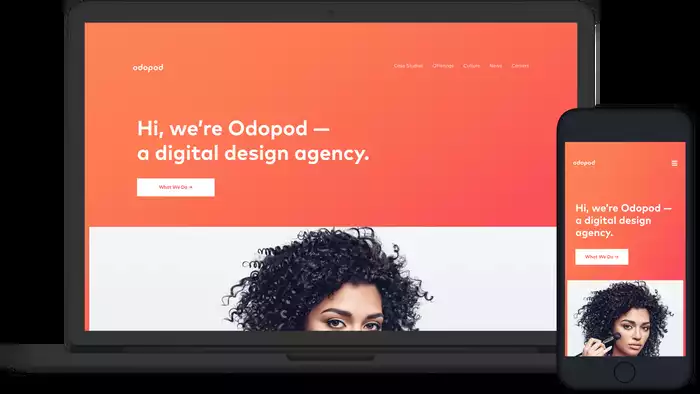 odopod
Case Studies Offerings Culture News Careers
Hi, we're Odopod —
a digital design agency.
What We Do →
odopod
Hi, we're Odopod —
a digital design
agency.
What We Do →